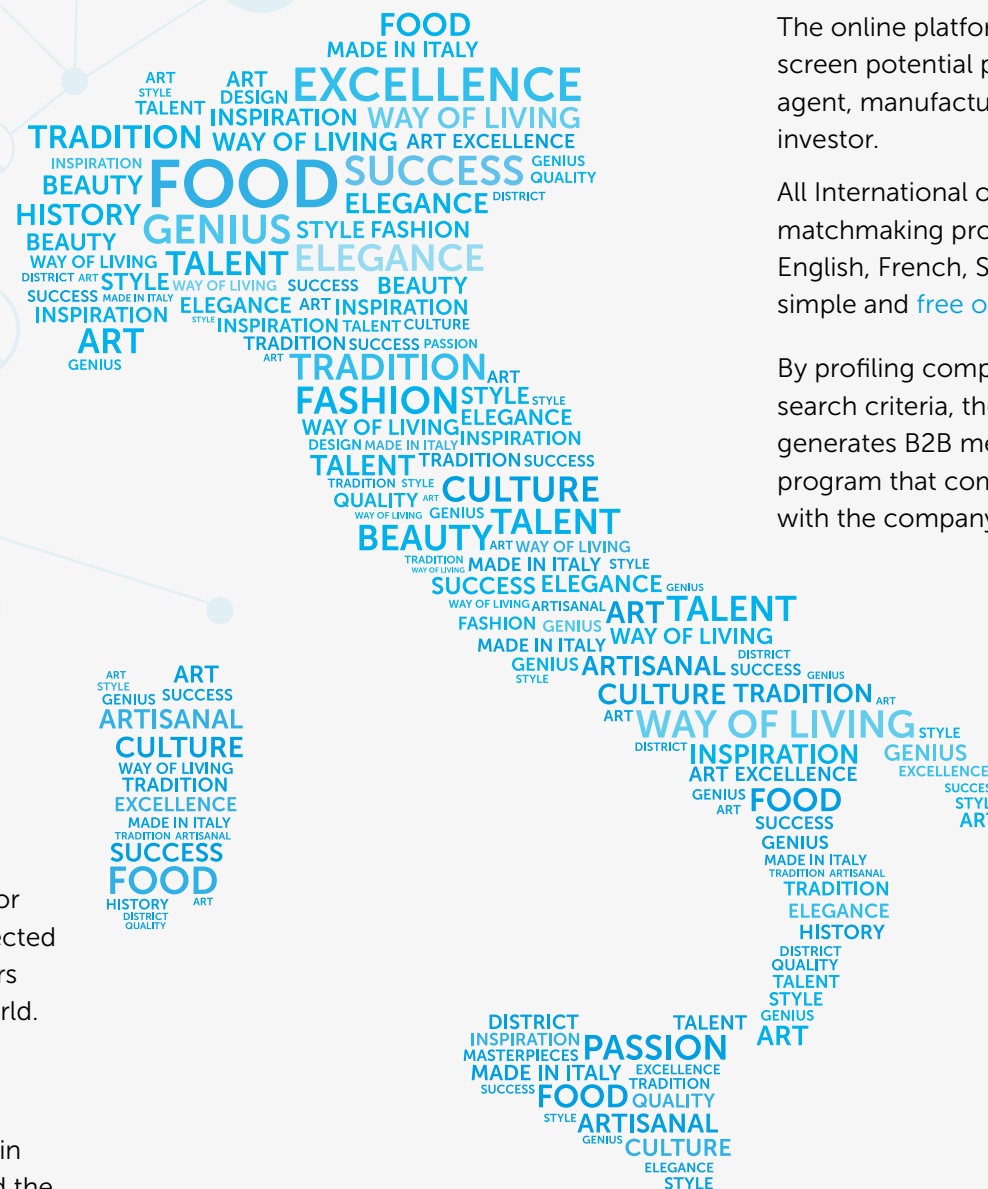 FOOD
MADE IN ITALY
ART ART EXCELLENCE
STYLE DESIGN
TALENT INSPIRATION WAY OF LIVING
TRADITION WAY OF LIVING ART EXCELLENCE
INSPIRATION FOOD SUCCESS GENIUS
BEAUTY QUALITY
HISTORY ELEGANCE DISTRICT
GENIUS STYLE FASHION
BEAUTY
WAY OF LIVING TALENT ELEGANCE
DISTRICT ART STYLE WAY OF LIVING SUCCESS BEAUTY
SUCCESS MADE IN ITALY ELEGANCE ART INSPIRATION
INSPIRATION STYLE INSPIRATION TALENT CULTURE
ART TRADITION SUCCESS PASSION
GENIUS ART TRADITION ART
FASHION STYLE STYLE
WAY OF LIVING ELEGANCE
DESIGN MADE IN ITALY INSPIRATION
TALENT TRADITION SUCCESS
TRADITION STYLE CULTURE
QUALITY ART
WAY OF LIVING GENIUS TALENT
BEAUTY ART WAY OF LIVING
TRADITION MADE IN ITALY STYLE
WAY OF LIVING
SUCCESS ELEGANCE GENIUS
WAY OF LIVING ARTISANAL ART TALENT
FASHION GENIUS
MADE IN ITALY WAY OF LIVING
GENIUS ARTISANAL SUCCESS DISTRICT
STYLE GENIUS
CULTURE TRADITION ART
ART WAY OF LIVING STYLE
DISTRICT INSPIRATION GENIUS
ART EXCELLENCE EXCELLENCE
GENIUS FOOD SUCCES
ART STYL
SUCCESS ART
GENIUS
MADE IN ITALY
TRADITION ARTISANAL
TRADITION
ELEGANCE
HISTORY
DISTRICT
QUALITY
TALENT
STYLE
GENIUS
ART
ART ART
STYLE
GENIUS SUCCESS
ARTISANAL
CULTURE
WAY OF LIVING
TRADITION
EXCELLENCE
MADE IN ITALY
TRADITION ARTISANAL
SUCCESS
FOOD
HISTORY ART
DISTRICT
QUALITY
DISTRICT TALENT
INSPIRATION PASSION
MASTERPIECES
MADE IN ITALY EXCELLENCE
SUCCESS FOOD TRADITION
QUALITY
STYLE ARTISANAL
GENIUS CULTURE
ELEGANCE
STYLE
The online platfor
screen potential p
agent, manufactu
investor.
All International o
matchmaking pro
English, French, S
simple and free o
By profiling comp
search criteria, the
generates B2B me
program that con
with the company
or
ected
rs
rld.
in
d the